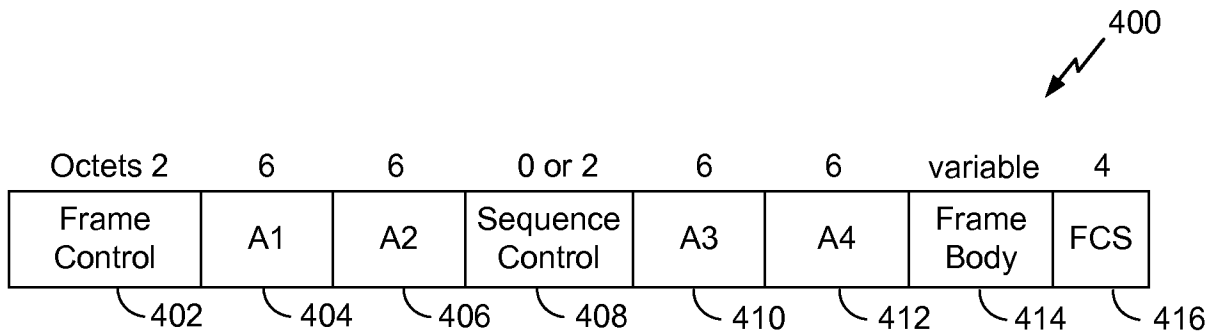 400
Octets 2 6 6 0 or 2 6 6 variable 4
Frame Control A1 A2 Sequence Control A3 A4 Frame Body FCS
402 404 406 408 410 412 414 416